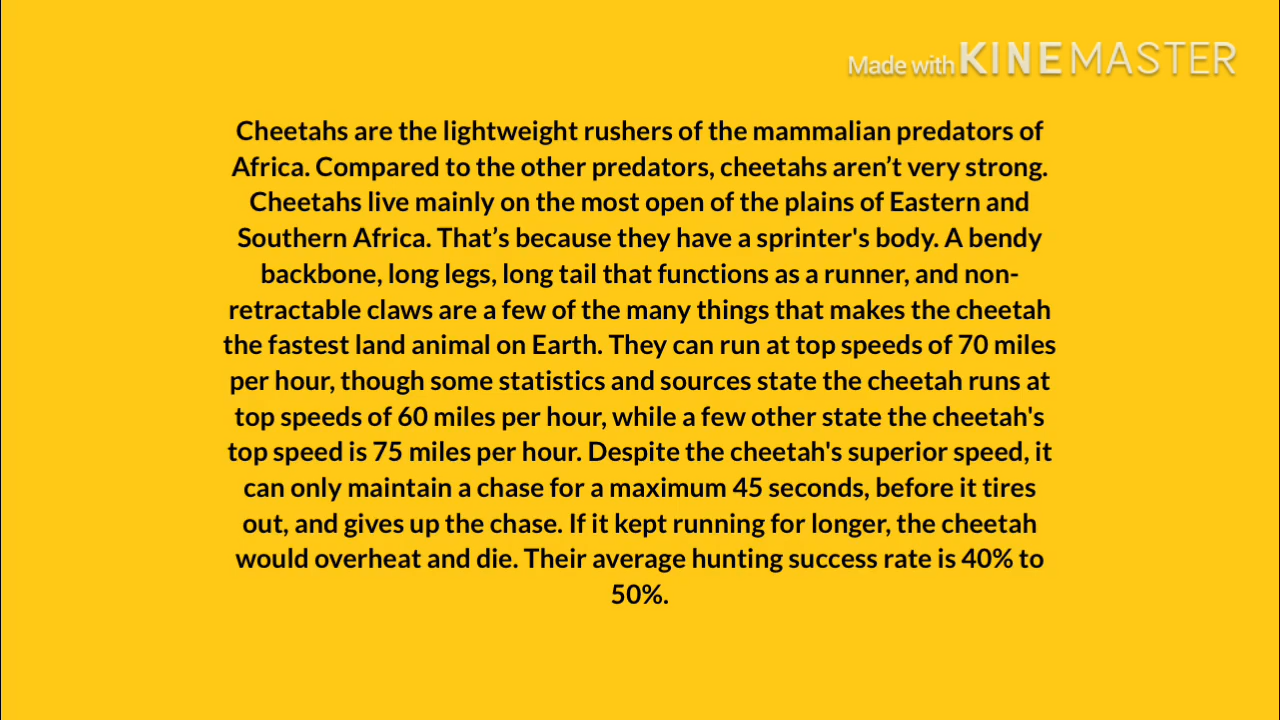 Made with KINEMASTER
Cheetahs are the lightweight rushers of the mammalian predators of
Africa. Compared to the other predators, cheetahs aren’t very strong.
Cheetahs live mainly on the most open of the plains of Eastern and
Southern Africa. That’s because they have a sprinter's body. A bendy
backbone, long legs, long tail that functions as a runner, and non-
retractable claws are a few of the many things that makes the cheetah
the fastest land animal on Earth. They can run at top speeds of 70 miles
per hour, though some statistics and sources state the cheetah runs at
top speeds of 60 miles per hour, while a few other state the cheetah's
top speed is 75 miles per hour. Despite the cheetah's superior speed, it
can only maintain a chase for a maximum 45 seconds, before it tires
out, and gives up the chase. If it kept running for longer, the cheetah
would overheat and die. Their average hunting success rate is 40% to
50%.